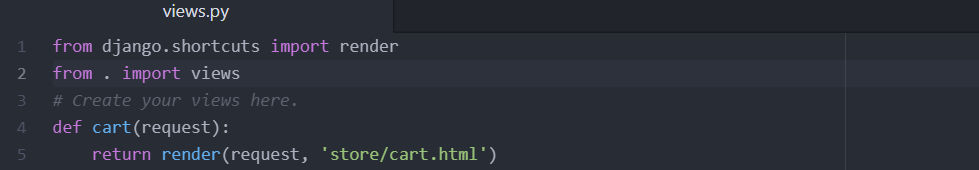 views.py
1 from django.shortcuts import render
2 from . import views
3 # Create your views here.
4 def cart(request):
5     return render(request, 'store/cart.html')